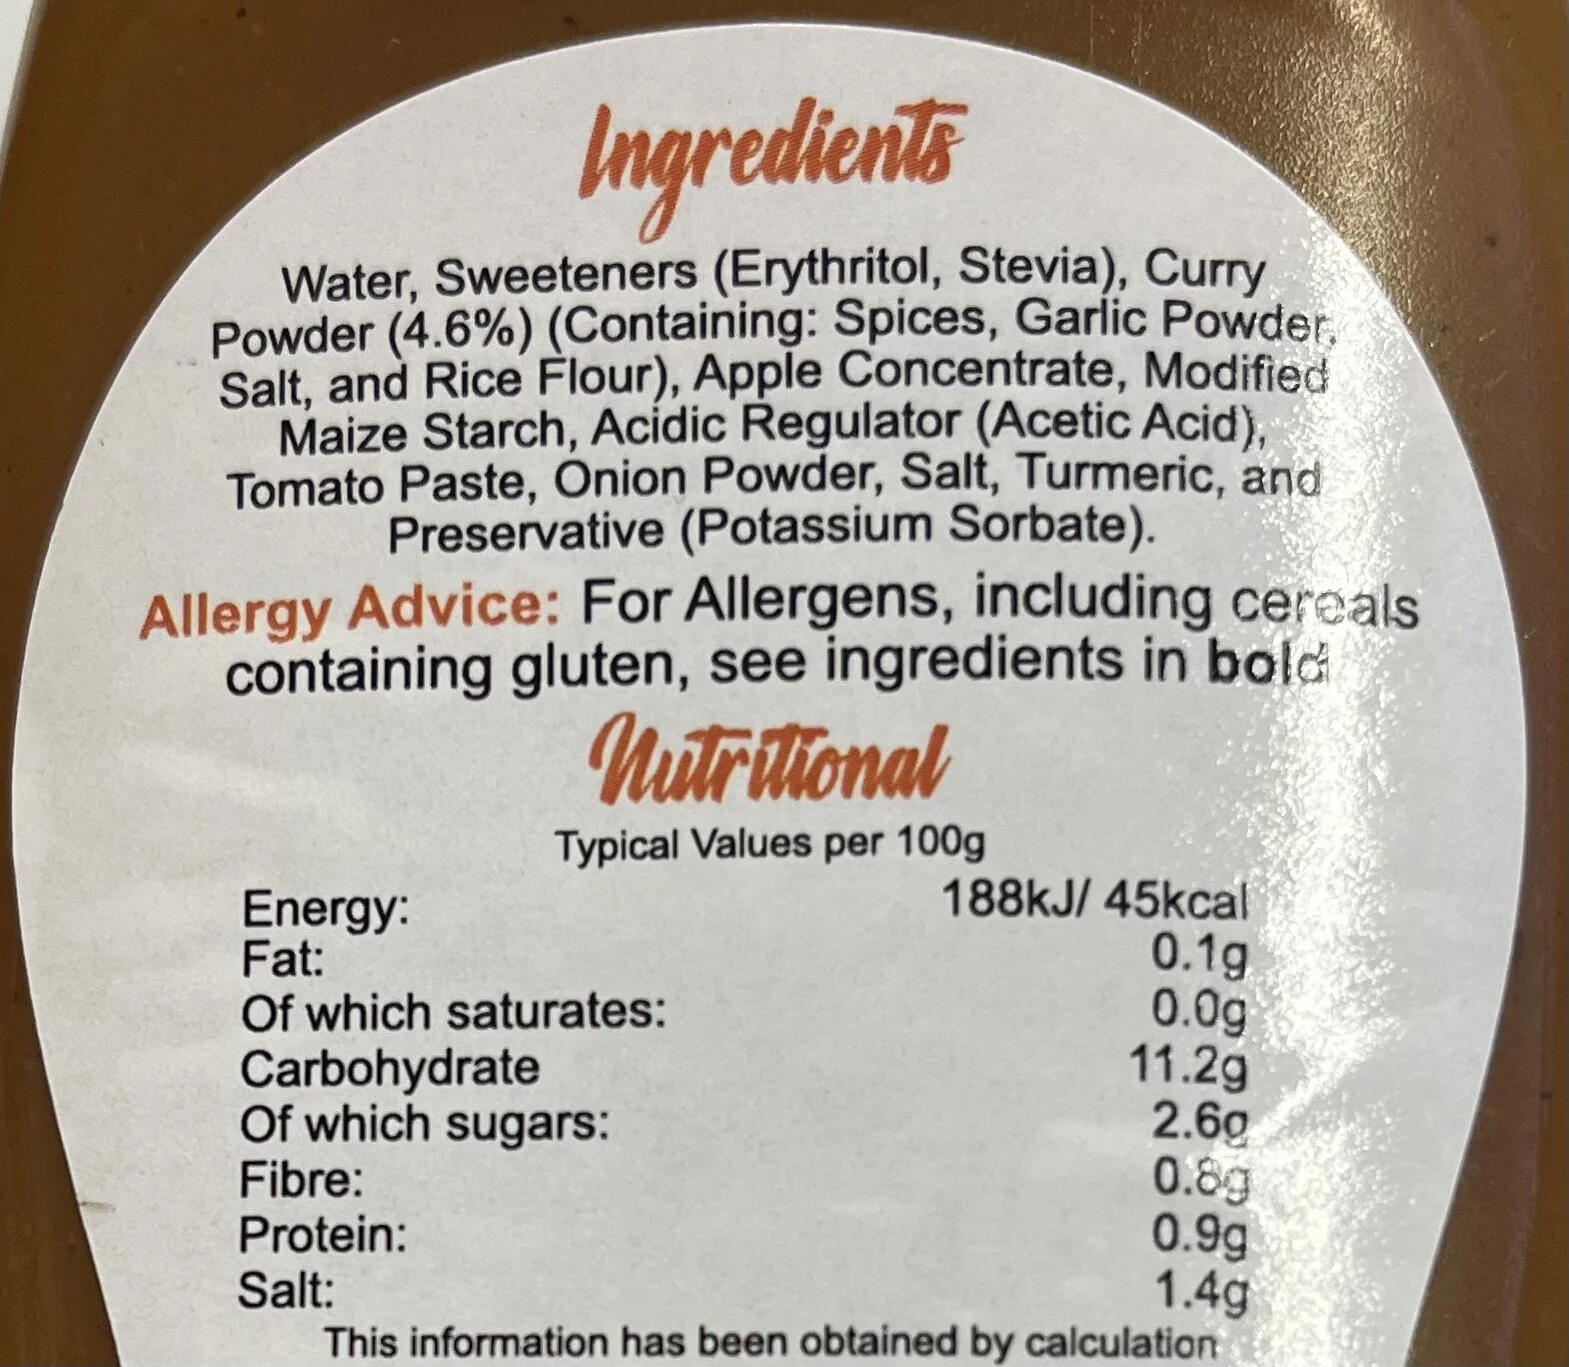 Ingredients
Water, Sweeteners (Erythritol, Stevia), Curry
Powder (4.6%) (Containing: Spices, Garlic Powder,
Salt, and Rice Flour), Apple Concentrate, Modified
Maize Starch, Acidic Regulator (Acetic Acid),
Tomato Paste, Onion Powder, Salt, Turmeric, and
Preservative (Potassium Sorbate).
Allergy Advice: For Allergens, including cereals
containing gluten, see ingredients in bold
Nutritional
Typical Values per 100g
Energy: 188kJ/ 45kcal
Fat: 0.1g
Of which saturates: 0.0g
Carbohydrate 11.2g
Of which sugars: 2.6g
Fibre: 0.8g
Protein: 0.9g
Salt: 1.4g
This information has been obtained by calculation